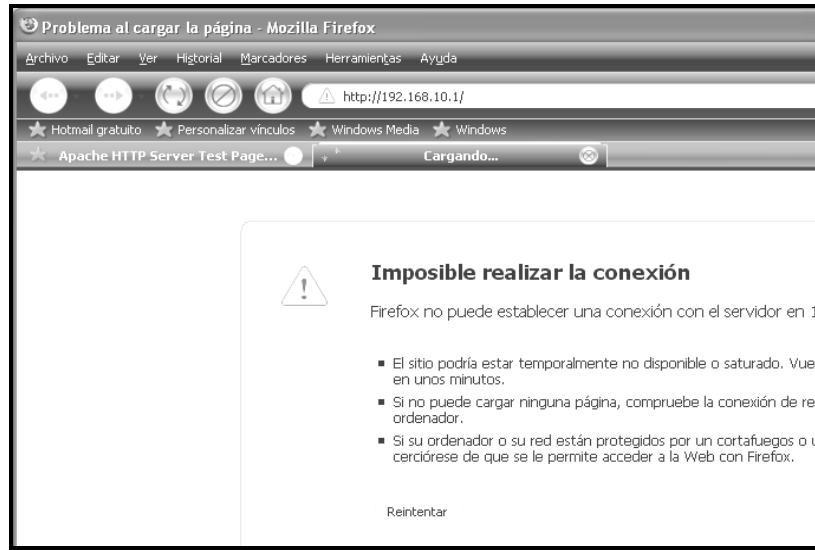 Problema al cargar la página - Mozilla Firefox
Archivo Editar Ver Historial Marcadores Herramientas Ayuda
http://192.168.10.1/
Hotmail gratuito Personalizar vínculos Windows Media Windows
Apache HTTP Server Test Page... Cargando...
Imposible realizar la conexión
Firefox no puede establecer una conexión con el servidor en 1
El sitio podría estar temporalmente no disponible o saturado. Vue
en unos minutos.
Si no puede cargar ninguna página, compruebe la conexión de re
ordenador.
Si su ordenador o su red están protegidos por un cortafuegos o u
cerciórese de que se le permite acceder a la Web con Firefox.
Reintentar